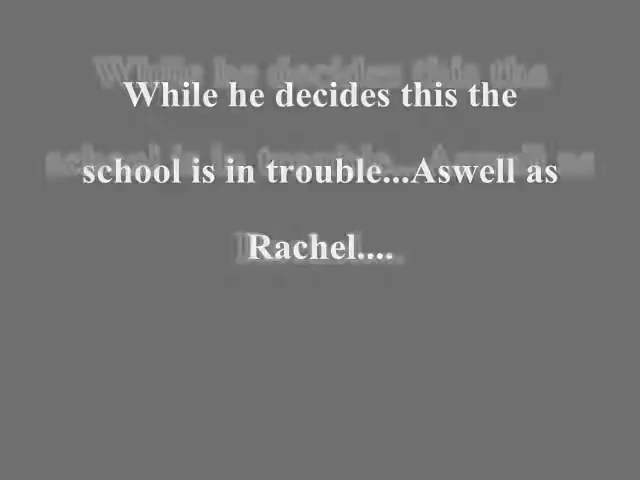 While he decides this the
school is in trouble...Aswell as
Rachel....